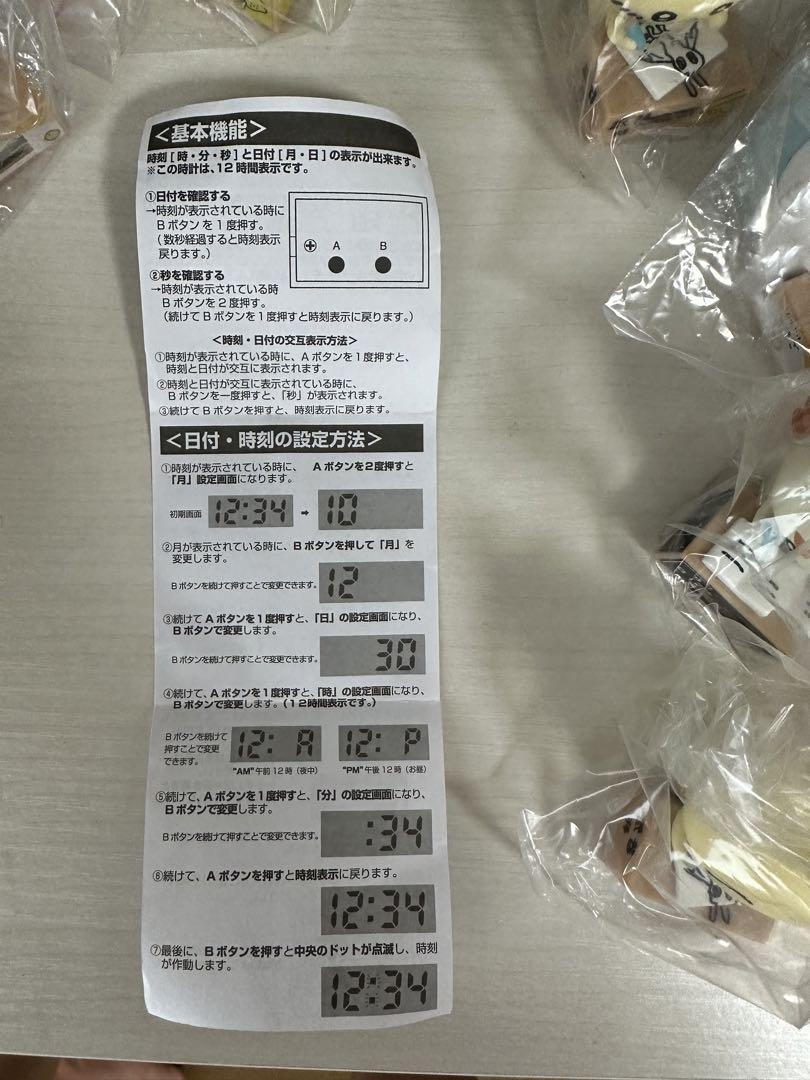 ＜基本機能＞
時刻[時・分・秒]と日付[月・日]の表示が出来ます。
※この時計は、12時間表示です。
①日付を確認する
→時刻が表示されている時に
Bボタンを1度押す。
(数秒経過すると時刻表示
戻ります。)
A B
②秒を確認する
→時刻が表示されている時
Bボタンを2度押す。
(続けてBボタンを1度押すと時刻表示に戻ります。)
＜時刻・日付の交互表示方法＞
①時刻が表示されている時に、Aボタンを1度押すと、
時刻と日付が交互に表示されます。
②時刻と日付が交互に表示されている時に、
Bボタンを一度押すと、「秒」が表示されます。
③続けてBボタンを押すと、時刻表示に戻ります。
＜日付・時刻の設定方法＞
①時刻が表示されている時に、 Aボタンを2度押すと
「月」設定画面になります。
初期画面 12:34 → 10
②月が表示されている時に、Bボタンを押して「月」を
変更します。
Bボタンを続けて押すことで変更できます。 12
③続けてAボタンを1度押すと、「日」の設定画面になり、
Bボタンで変更します。
Bボタンを続けて押すことで変更できます。 30
④続けて、Aボタンを1度押すと、「時」の設定画面になり、
Bボタンで変更します。(12時間表示です。)
Bボタンを続けて
押すことで変更
できます。
12: A 12: P
"AM"午前12時(夜中) "PM"午後12時(お昼)
⑤続けて、Aボタンを1度押すと、「分」の設定画面になり、
Bボタンで変更します。
Bボタンを続けて押すことで変更できます。 :34
⑥続けて、Aボタンを押すと時刻表示に戻ります。
12:34
⑦最後に、Bボタンを押すと中央のドットが点滅し、時刻
が作動します。
12:34